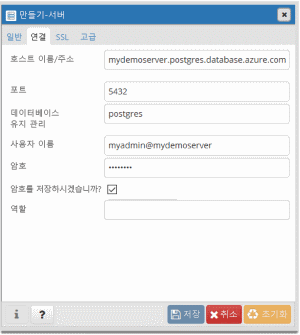 만들기-서버
일반 연결 SSL 고급
호스트 이름/주소 mydemoserver.postgres.database.azure.com
포트 5432
데이터베이스 postgres
유지 관리
사용자 이름 myadmin@mydemoserver
암호 ••••••••
암호를 저장하시겠습니까?
역할
i ? 저장 취소 초기화